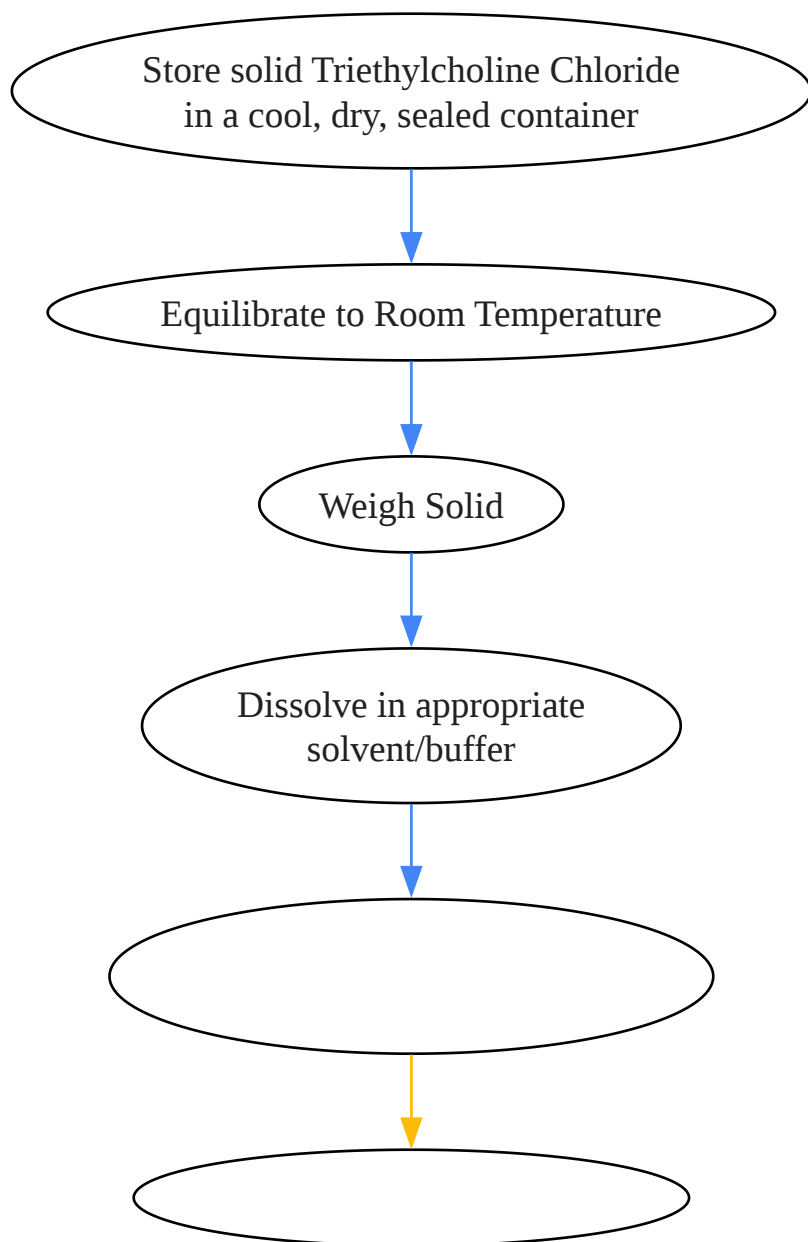 Store solid Triethylcholine Chloride
in a cool, dry, sealed container
Equilibrate to Room Temperature
Weigh Solid
Dissolve in appropriate
solvent/buffer